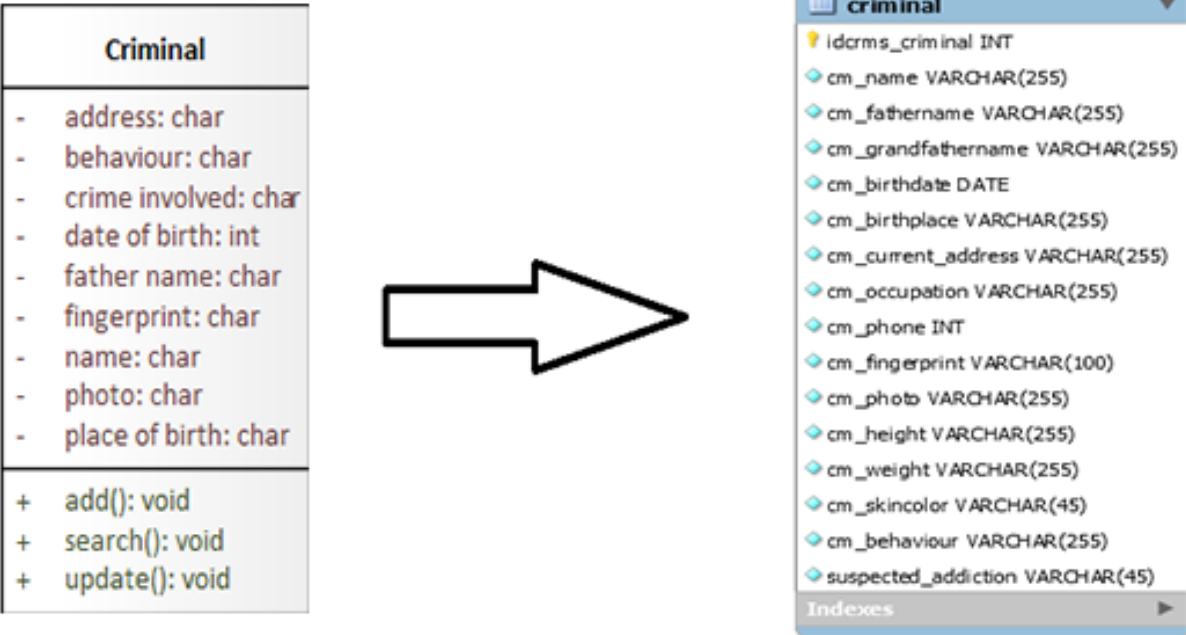 Criminal
- address: char
- behaviour: char
- crime involved: char
- date of birth: int
- father name: char
- fingerprint: char
- name: char
- photo: char
- place of birth: char
+ add(): void
+ search(): void
+ update(): void
criminal
idcrms_criminal INT
cm_name VARCHAR(255)
cm_fathername VARCHAR(255)
cm_grandfathername VARCHAR(255)
cm_birthdate DATE
cm_birthplace VARCHAR(255)
cm_current_address VARCHAR(255)
cm_occupation VARCHAR(255)
cm_phone INT
cm_fingerprint VARCHAR(100)
cm_photo VARCHAR(255)
cm_height VARCHAR(255)
cm_weight VARCHAR(255)
cm_skincolor VARCHAR(45)
cm_behaviour VARCHAR(255)
suspected_addiction VARCHAR(45)
Indexes